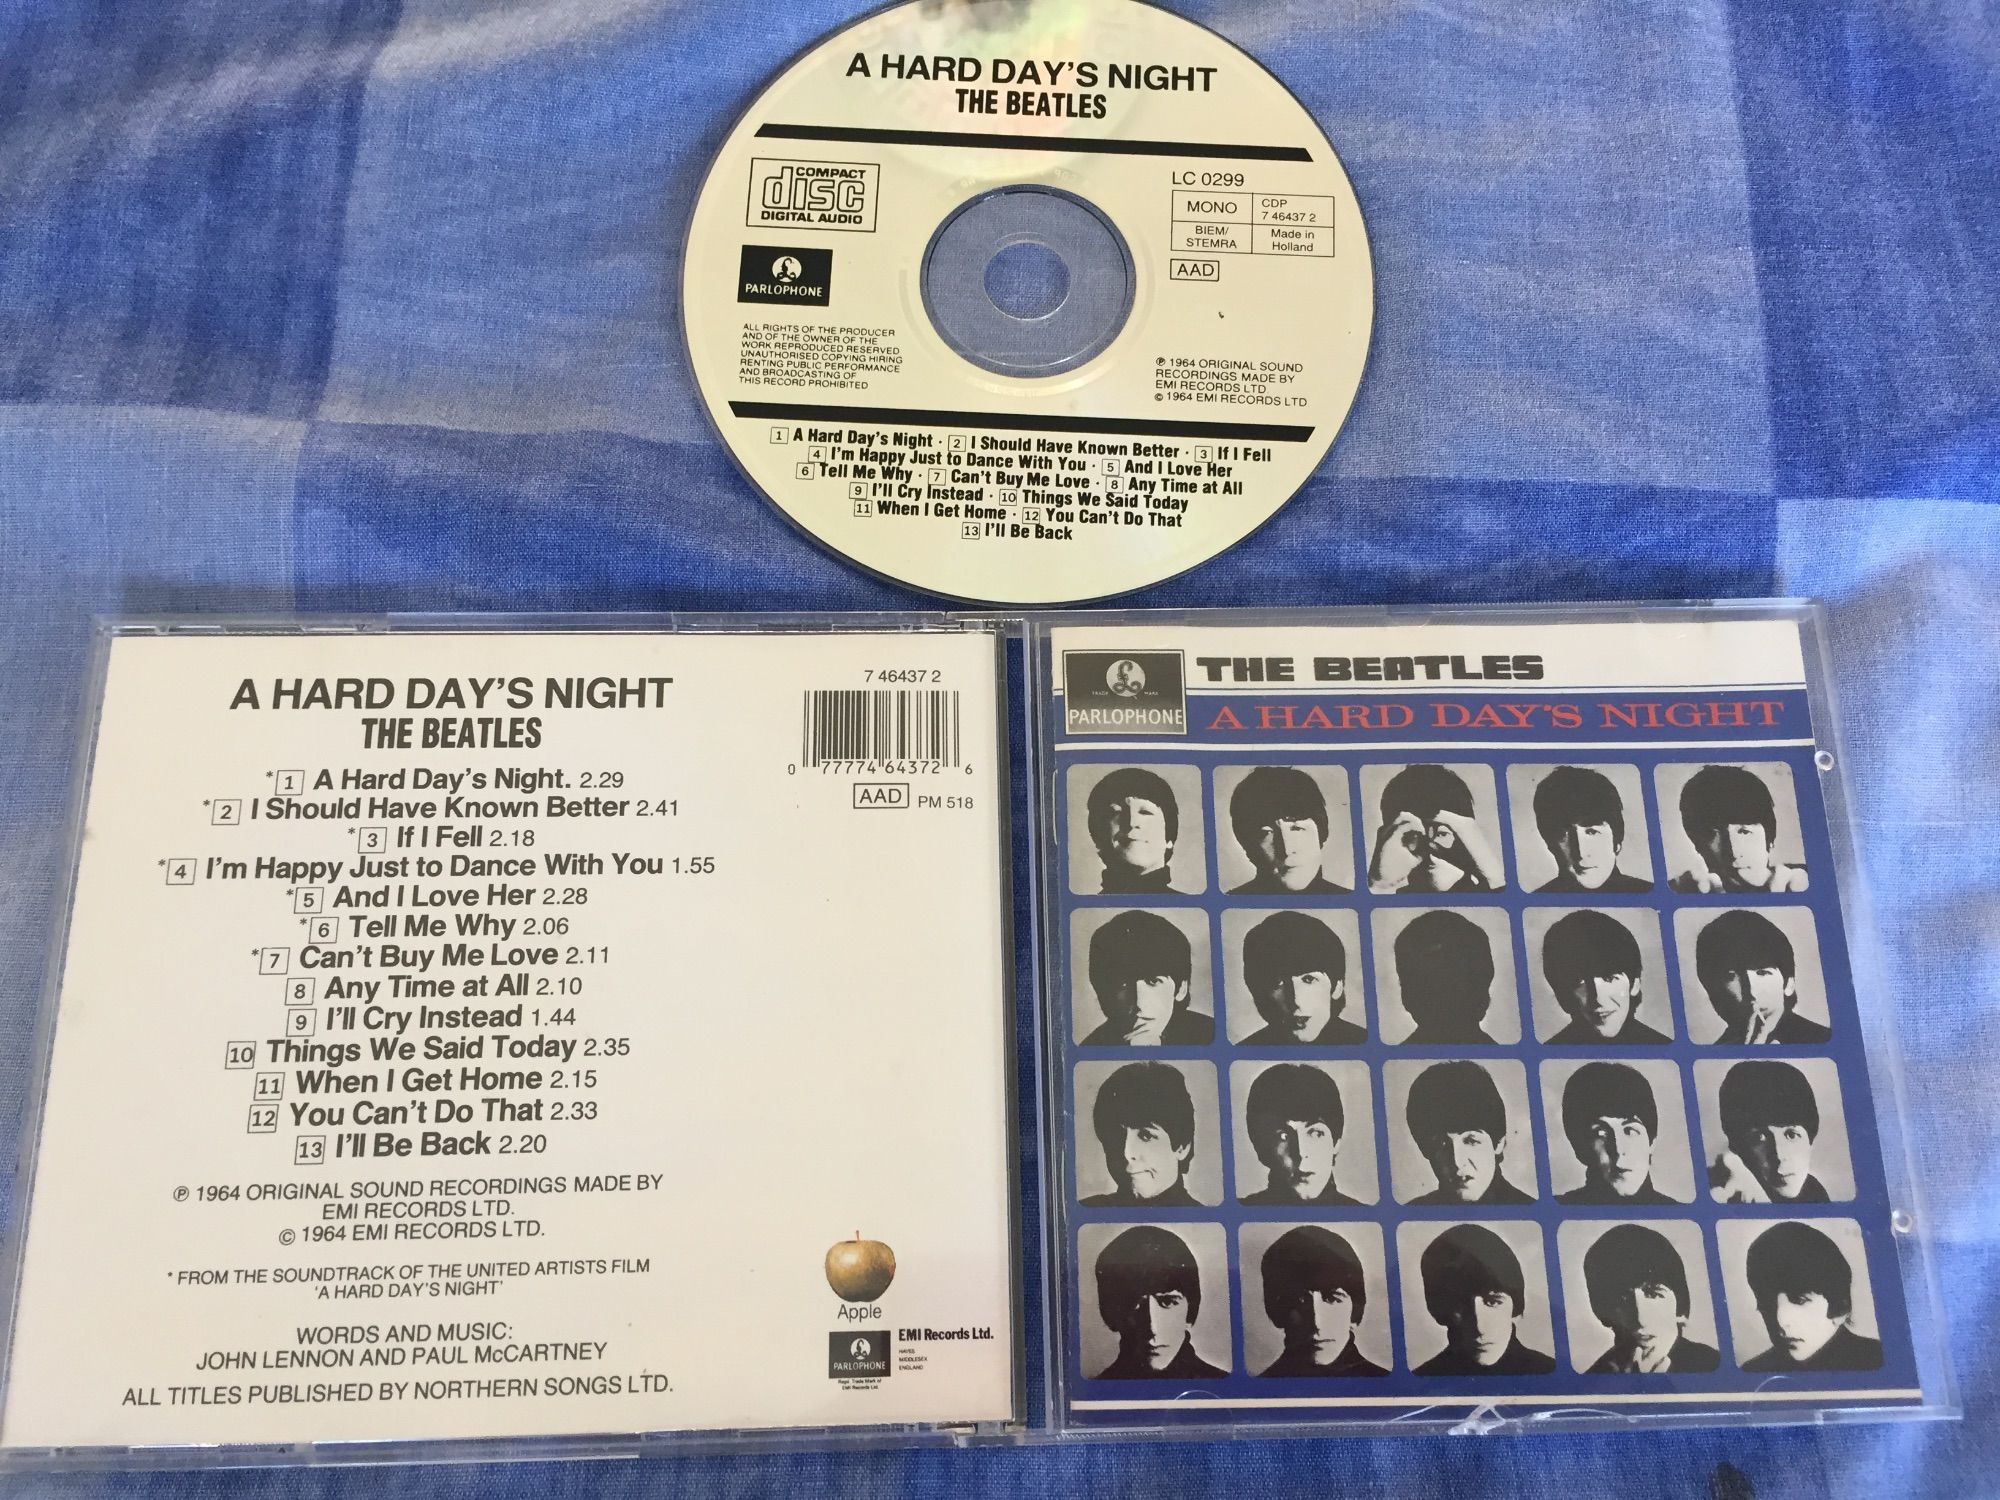 A HARD DAY'S NIGHT
THE BEATLES
COMPACT
disc
DIGITAL AUDIO
PARLOPHONE
LC 0299
MONO
CDP
7 46437 2
BIEM/
STEMRA
Made in
Holland
AAD
ALL RIGHTS OF THE PRODUCER
AND OF THE OWNER OF THE
WORK REPRODUCED RESERVED
UNAUTHORISED COPYING HIRING
RENTING PUBLIC PERFORMANCE
AND BROADCASTING OF
THIS RECORD PROHIBITED
℗ 1964 ORIGINAL SOUND
RECORDINGS MADE BY
EMI RECORDS LTD
© 1964 EMI RECORDS LTD
1 A Hard Day's Night · 2 I Should Have Known Better · 3 If I Fell
4 I'm Happy Just to Dance With You · 5 And I Love Her
6 Tell Me Why · 7 Can't Buy Me Love · 8 Any Time at All
9 I'll Cry Instead · 10 Things We Said Today
11 When I Get Home · 12 You Can't Do That
13 I'll Be Back
A HARD DAY'S NIGHT
THE BEATLES
7 46437 2
0 77774 64372 6
AAD PM 518
*1 A Hard Day's Night. 2.29
*2 I Should Have Known Better 2.41
*3 If I Fell 2.18
*4 I'm Happy Just to Dance With You 1.55
*5 And I Love Her 2.28
*6 Tell Me Why 2.06
*7 Can't Buy Me Love 2.11
8 Any Time at All 2.10
9 I'll Cry Instead 1.44
10 Things We Said Today 2.35
11 When I Get Home 2.15
12 You Can't Do That 2.33
13 I'll Be Back 2.20
℗ 1964 ORIGINAL SOUND RECORDINGS MADE BY
EMI RECORDS LTD.
© 1964 EMI RECORDS LTD.
* FROM THE SOUNDTRACK OF THE UNITED ARTISTS FILM
'A HARD DAY'S NIGHT'
WORDS AND MUSIC:
JOHN LENNON AND PAUL McCARTNEY
ALL TITLES PUBLISHED BY NORTHERN SONGS LTD.
Apple
PARLOPHONE
Regd. Trade Mark of
EMI Records Ltd.
EMI Records Ltd.
HAYES
MIDDLESEX
ENGLAND
TRADE MARK
PARLOPHONE
THE BEATLES
A HARD DAY'S NIGHT